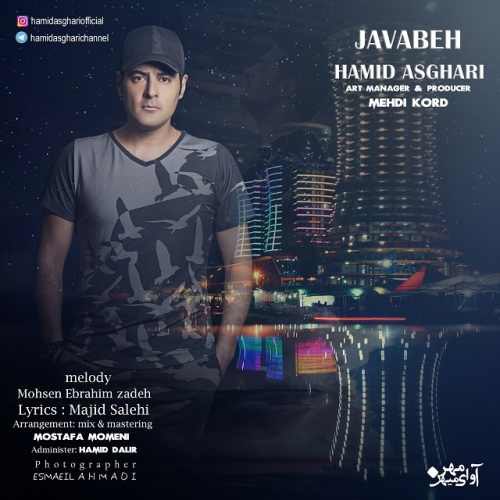 hamidasghariofficial
hamidasgharichannel
JAVABEH
HAMID ASGHARI
ART MANAGER & PRODUCER
MEHDI KORD
melody
Mohsen Ebrahim zadeh
Lyrics : Majid Salehi
Arrangement: mix & mastering
MOSTAFA MOMENI
Administer: HAMID DALIR
Photographer
ESMAEIL AHMADI
آوای مهر مهر